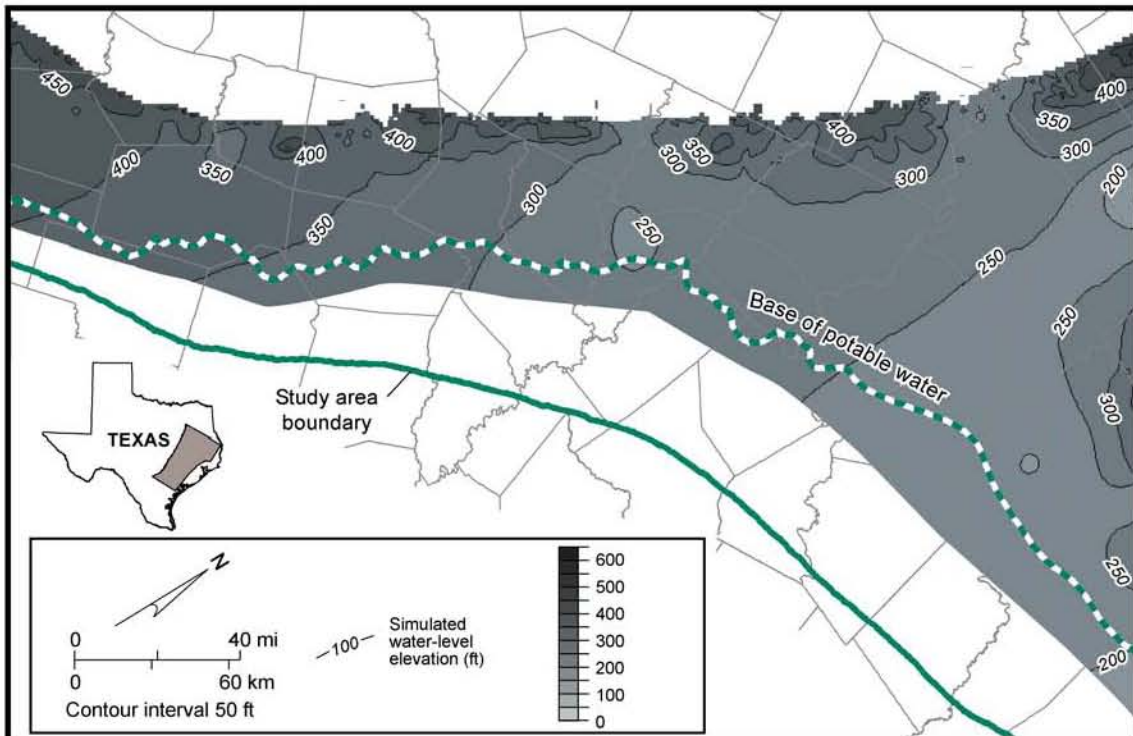 450
400
350
400
400
350
300
300
350
400
300
250
300
400
350
300
200
250
250
300
250
200
Base of potable water
Study area
boundary
TEXAS
N
0 40 mi
0 60 km
Contour interval 50 ft
100
Simulated
water-level
elevation (ft)
600
500
400
300
200
100
0